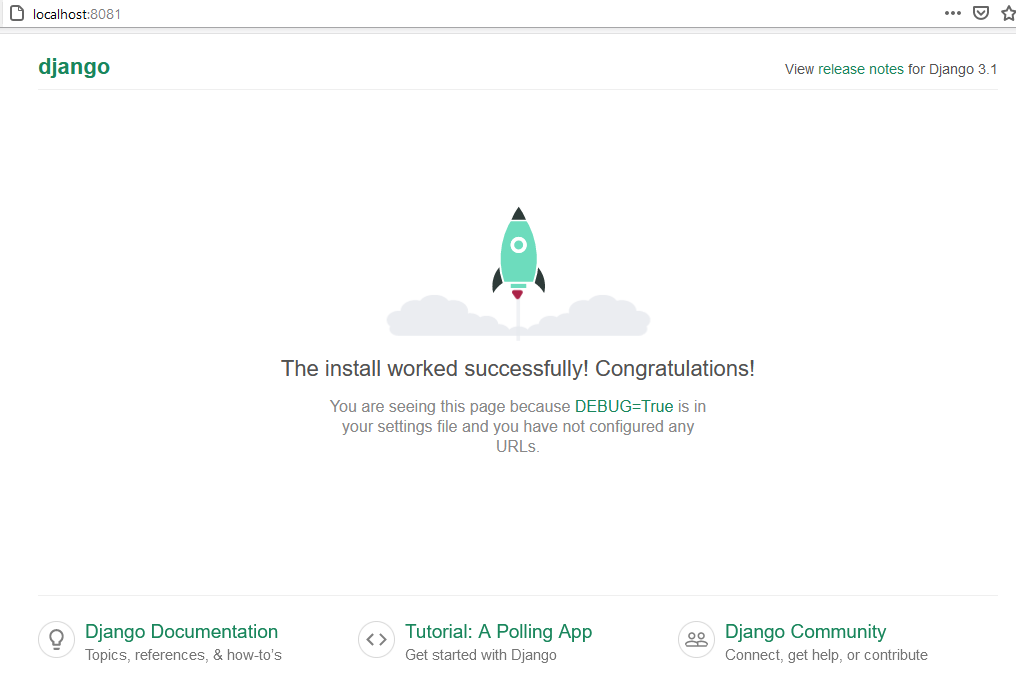 localhost:8081
django
View release notes for Django 3.1
The install worked successfully! Congratulations!
You are seeing this page because DEBUG=True is in
your settings file and you have not configured any
URLs.
Django Documentation
Topics, references, & how-to's
Tutorial: A Polling App
Get started with Django
Django Community
Connect, get help, or contribute